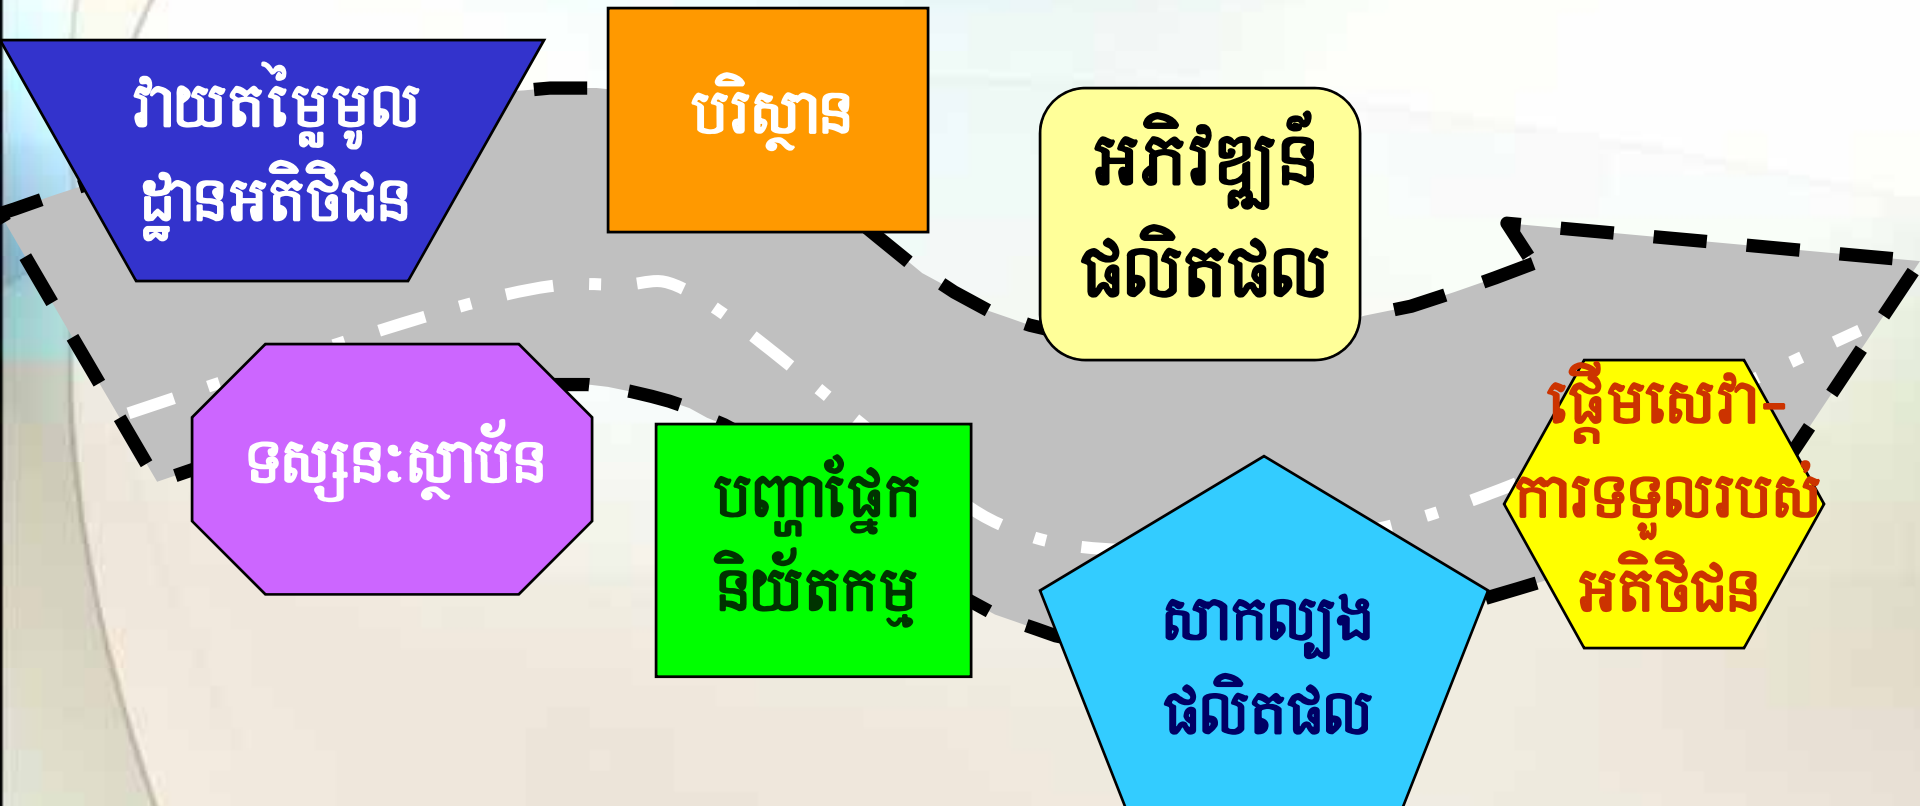 វាយតម្លៃមូល
ដ្ឋានអតិថិជន
បរិស្ថាន
អភិវឌ្ឍន៍
ផលិតផល
ទស្សនៈស្ថាប័ន
បញ្ហាផ្នែក
និយ័តកម្ម
សាកល្បង
ផលិតផល
ផ្តើមសេវា-
ការទទួលរបស់
អតិថិជន